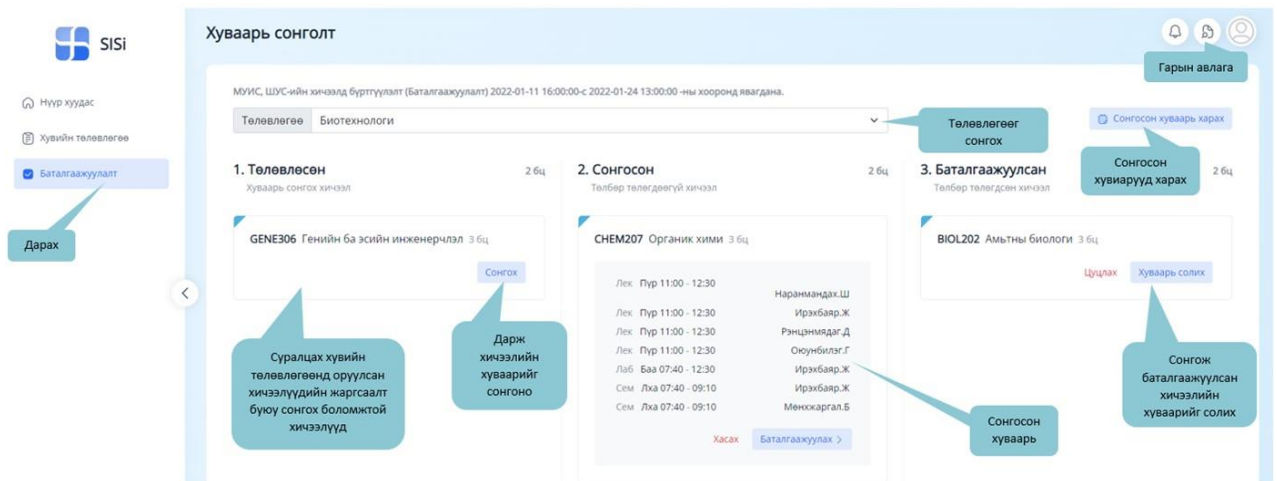 SISi
Хуваарь сонголт
Гарын авлага
Нүүр хуудас
Хувийн төлөвлөгөө
Баталгаажуулалт
Дарах
МУИС, ШУС-ийн хичээлд бүртгүүлэлт (Баталгаажуулалт) 2022-01-11 16:00:00-с 2022-01-24 13:00:00 -ны хооронд явагдана.
Төлөвлөгөө Биотехнологи
Төлөвлөгөөг
сонгох
Сонгосон хуваарь харах
Сонгосон
хувиарууд харах
1. Төлөвлөсөн 2 бц
Хуваарь сонгох хичээл
GENE306 Генийн ба эсийн инженерчлэл 3 бц
Сонгох
Суралцах хувийн
төлөвлөгөөнд оруулсан
хичээлүүдийн жаргсаалт
буюу сонгох боломжтой
хичээлүүд
Дарж
хичээлийн
хуваарийг
сонгоно
2. Сонгосон 2 бц
Төлбөр төлөгдөөгүй хичээл
CHEM207 Органик хими 3 бц
Лек Пүр 11:00 - 12:30
Наранмандах.Ш
Лек Пүр 11:00 - 12:30 Ирэхбаяр.Ж
Лек Пүр 11:00 - 12:30 Рэнцэнмядаг.Д
Лек Пүр 11:00 - 12:30 Оюунбилэг.Г
Лаб Баа 07:40 - 12:30 Ирэхбаяр.Ж
Сем Лха 07:40 - 09:10 Ирэхбаяр.Ж
Сем Лха 07:40 - 09:10 Мөнхжаргал.Б
Хасах Баталгаажуулах >
Сонгосон
хуваарь
3. Баталгаажуулсан 2 бц
Төлбөр төлөгдсөн хичээл
BIOL202 Амьтны биологи 3 бц
Цуцлах Хуваарь солих
Сонгож
баталгаажуулсан
хичээлийн
хуваарийг солих